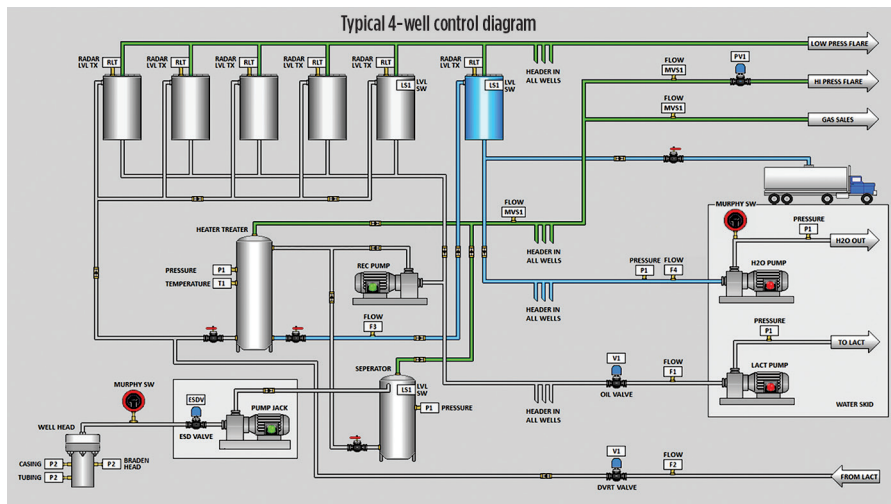 Typical 4-well control diagram
LOW PRESS FLARE
RADAR
LVL TX
RLT
RADAR
LVL TX
RLT
RADAR
LVL TX
RLT
RADAR
LVL TX
RLT
RADAR
LVL TX
RLT
RADAR
LVL TX
RLT
LVL
SW
LS1
LVL
SW
LS1
HEADER IN
ALL WELLS
FLOW
MVS1
PV1
HI PRESS FLARE
FLOW
MVS1
GAS SALES
FLOW
MVS1
HEADER IN
ALL WELLS
HEATER TREATER
PRESSURE
P1
TEMPERATURE
T1
REC PUMP
FLOW
F3
MURPHY SW
PRESSURE
P1
H2O OUT
PRESSURE
P1
FLOW
F4
H2O PUMP
HEADER IN
ALL WELLS
PRESSURE
P1
TO LACT
LACT PUMP
WATER SKID
SEPERATOR
LS1
LVL
SW
P1
PRESSURE
V1
OIL VALVE
FLOW
F1
HEADER IN
ALL WELLS
MURPHY SW
ESDV
ESD VALVE
PUMP JACK
WELL HEAD
CASING
P2
TUBING
P2
P2
BRADEN
HEAD
V1
DVRT VALVE
FLOW
F2
FROM LACT